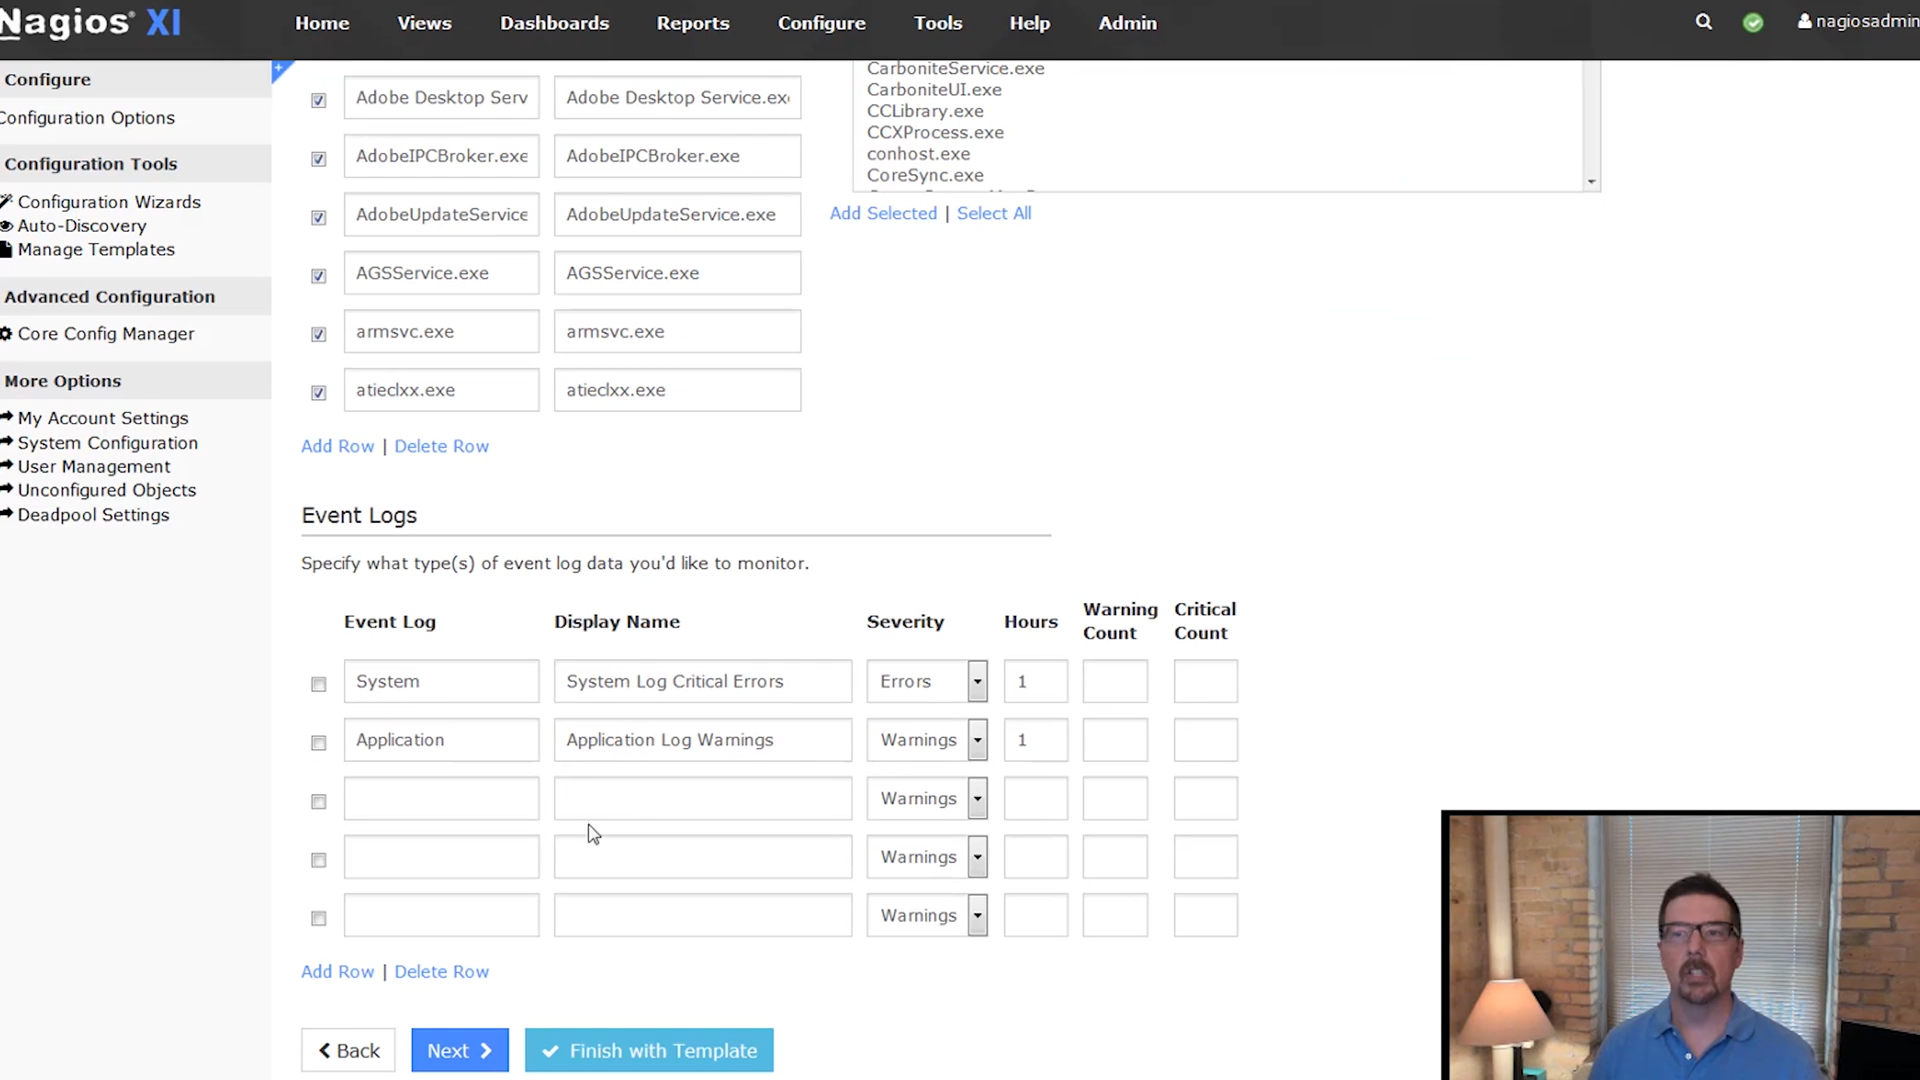 Nagios® XI
Home Views Dashboards Reports Configure Tools Help Admin
nagiosadmin
Configure
Configuration Options
Configuration Tools
Configuration Wizards
Auto-Discovery
Manage Templates
Advanced Configuration
Core Config Manager
More Options
My Account Settings
System Configuration
User Management
Unconfigured Objects
Deadpool Settings
Adobe Desktop Serv Adobe Desktop Service.ex
AdobeIPCBroker.exe AdobeIPCBroker.exe
AdobeUpdateService AdobeUpdateService.exe
AGSService.exe AGSService.exe
armsvc.exe armsvc.exe
atieclxx.exe atieclxx.exe
CarboniteService.exe
CarboniteUI.exe
CCLibrary.exe
CCXProcess.exe
conhost.exe
CoreSync.exe
Add Selected | Select All
Add Row | Delete Row
Event Logs
Specify what type(s) of event log data you'd like to monitor.
Event Log Display Name Severity Hours Warning Count Critical Count
System System Log Critical Errors Errors 1
Application Application Log Warnings Warnings 1
Warnings
Warnings
Warnings
Add Row | Delete Row
Back Next Finish with Template